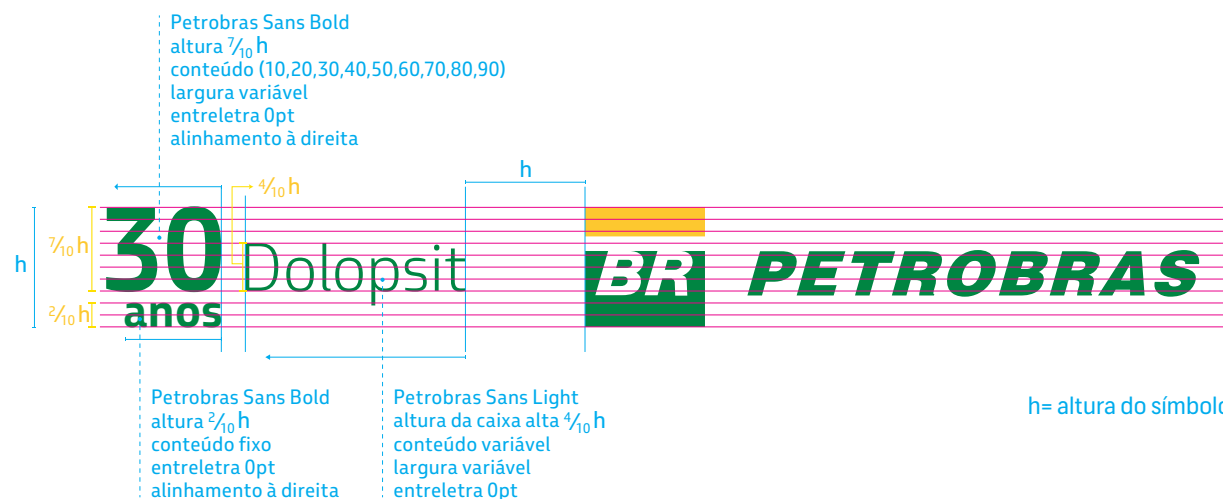 Petrobras Sans Bold
altura 7/10 h
conteúdo (10,20,30,40,50,60,70,80,90)
largura variável
entreletra 0pt
alinhamento à direita
h
4/10 h
h
7/10 h
2/10 h
30
anos
Dolopsit
BR PETROBRAS
Petrobras Sans Bold
altura 2/10 h
conteúdo fixo
entreletra 0pt
alinhamento à direita
Petrobras Sans Light
altura da caixa alta 4/10 h
conteúdo variável
largura variável
entreletra 0pt
h= altura do símbolo